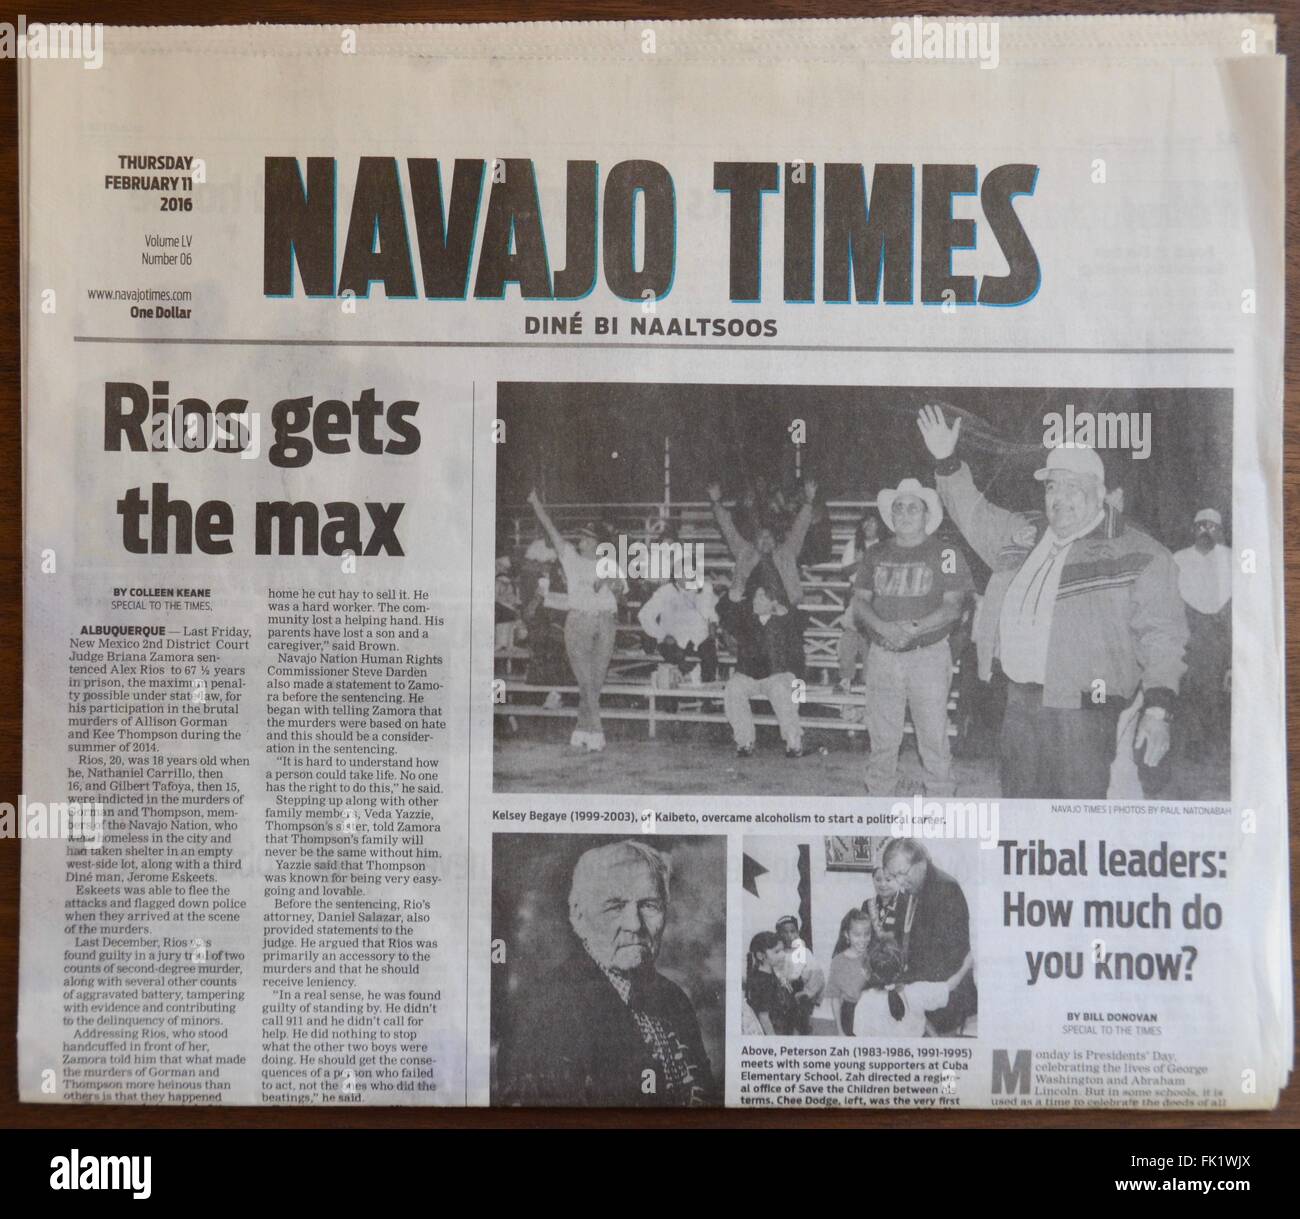 THURSDAY
FEBRUARY 11
2016
Volume LV
Number 06
www.navajotimes.com
One Dollar
NAVAJO TIMES
DINÉ BI NAALTSOOS
Rios gets
the max
BY COLLEEN KEANE
SPECIAL TO THE TIMES,
ALBUQUERQUE — Last Friday,
New Mexico 2nd District Court
Judge Briana Zamora sen-
tenced Alex Rios to 67 ½ years
in prison, the maximum penal-
ty possible under state law, for
his participation in the brutal
murders of Allison Gorman
and Kee Thompson during the
summer of 2014.
Rios, 20, was 18 years old when
he, Nathaniel Carrillo, then
16, and Gilbert Tafoya, then 15,
were indicted in the murders of
Gorman and Thompson, mem-
bers of the Navajo Nation, who
were homeless in the city and
had taken shelter in an empty
west-side lot, along with a third
Diné man, Jerome Eskeets.
Eskeets was able to flee the
attacks and flagged down police
when they arrived at the scene
of the murders.
Last December, Rios was
found guilty in a jury trial of two
counts of second-degree murder,
along with several other counts
of aggravated battery, tampering
with evidence and contributing
to the delinquency of minors.
Addressing Rios, who stood
handcuffed in front of her,
Zamora told him that what made
the murders of Gorman and
Thompson more heinous than
others is that they happened
home he cut hay to sell it. He
was a hard worker. The com-
munity lost a helping hand. His
parents have lost a son and a
caregiver," said Brown.
Navajo Nation Human Rights
Commissioner Steve Darden
also made a statement to Zamo-
ra before the sentencing. He
began with telling Zamora that
the murders were based on hate
and this should be a consider-
ation in the sentencing.
"It is hard to understand how
a person could take life. No one
has the right to do this," he said.
Stepping up along with other
family members, Veda Yazzie,
Thompson's sister, told Zamora
that Thompson's family will
never be the same without him.
Yazzie said that Thompson
was known for being very easy-
going and lovable.
Before the sentencing, Rio's
attorney, Daniel Salazar, also
provided statements to the
judge. He argued that Rios was
primarily an accessory to the
murders and that he should
receive leniency.
"In a real sense, he was found
guilty of standing by. He didn't
call 911 and he didn't call for
help. He did nothing to stop
what the other two boys were
doing. He should get the conse-
quences of a person who failed
to act, not the ones who did the
beatings," he said.
NAVAJO TIMES | PHOTOS BY PAUL NATONABAH
Kelsey Begaye (1999-2003), of Kaibeto, overcame alcoholism to start a political career.
Above, Peterson Zah (1983-1986, 1991-1995)
meets with some young supporters at Cuba
Elementary School. Zah directed a region-
al office of Save the Children between his
terms. Chee Dodge, left, was the very first
Tribal leaders:
How much do
you know?
BY BILL DONOVAN
SPECIAL TO THE TIMES
Monday is Presidents' Day,
celebrating the lives of George
Washington and Abraham
Lincoln. But in some schools, it is
used as a time to celebrate the deeds of all
alamy
Image ID: FK1WJX
www.alamy.com